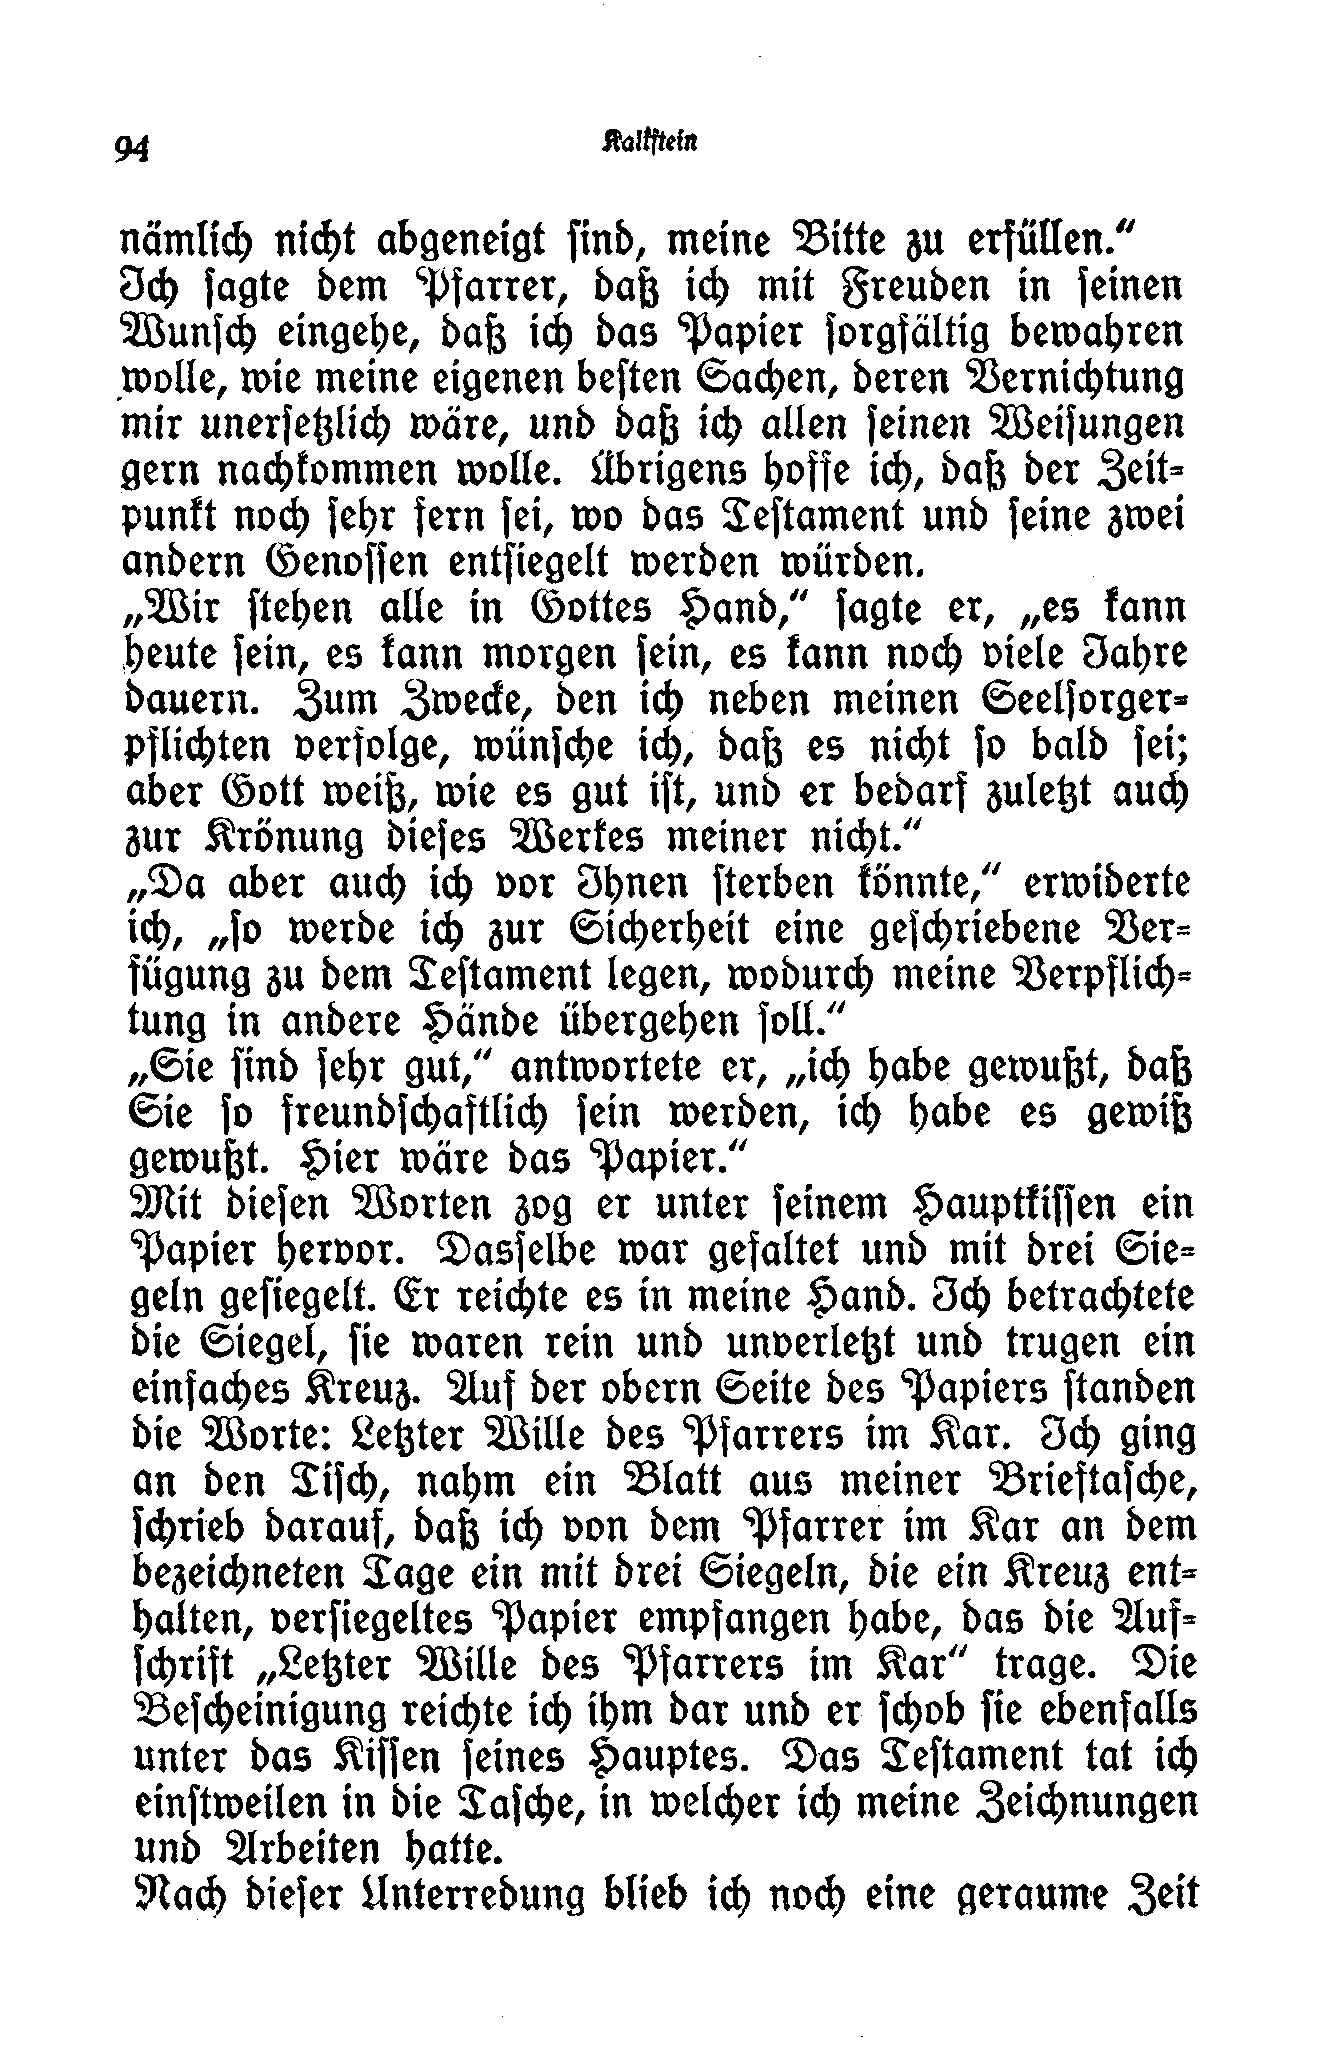 94 Kalkstein
nämlich nicht abgeneigt sind, meine Bitte zu erfüllen.“
Ich sagte dem Pfarrer, daß ich mit Freuden in seinen
Wunsch eingehe, daß ich das Papier sorgfältig bewahren
wolle, wie meine eigenen besten Sachen, deren Vernichtung
mir unersetzlich wäre, und daß ich allen seinen Weisungen
gern nachkommen wolle. Übrigens hoffe ich, daß der Zeit-
punkt noch sehr fern sei, wo das Testament und seine zwei
andern Genossen entsiegelt werden würden.
„Wir stehen alle in Gottes Hand,“ sagte er, „es kann
heute sein, es kann morgen sein, es kann noch viele Jahre
dauern. Zum Zwecke, den ich neben meinen Seelsorger-
pflichten verfolge, wünsche ich, daß es nicht so bald sei;
aber Gott weiß, wie es gut ist, und er bedarf zuletzt auch
zur Krönung dieses Werkes meiner nicht.“
„Da aber auch ich vor Ihnen sterben könnte,“ erwiderte
ich, „so werde ich zur Sicherheit eine geschriebene Ver-
fügung zu dem Testament legen, wodurch meine Verpflich-
tung in andere Hände übergehen soll.“
„Sie sind sehr gut,“ antwortete er, „ich habe gewußt, daß
Sie so freundschaftlich sein werden, ich habe es gewiß
gewußt. Hier wäre das Papier.“
Mit diesen Worten zog er unter seinem Hauptkissen ein
Papier hervor. Dasselbe war gefaltet und mit drei Sie-
geln gesiegelt. Er reichte es in meine Hand. Ich betrachtete
die Siegel, sie waren rein und unverletzt und trugen ein
einfaches Kreuz. Auf der obern Seite des Papiers standen
die Worte: Letzter Wille des Pfarrers im Kar. Ich ging
an den Tisch, nahm ein Blatt aus meiner Brieftasche,
schrieb darauf, daß ich von dem Pfarrer im Kar an dem
bezeichneten Tage ein mit drei Siegeln, die ein Kreuz ent-
halten, versiegeltes Papier empfangen habe, das die Auf-
schrift „Letzter Wille des Pfarrers im Kar“ trage. Die
Bescheinigung reichte ich ihm dar und er schob sie ebenfalls
unter das Kissen seines Hauptes. Das Testament tat ich
einstweilen in die Tasche, in welcher ich meine Zeichnungen
und Arbeiten hatte.
Nach dieser Unterredung blieb ich noch eine geraume Zeit